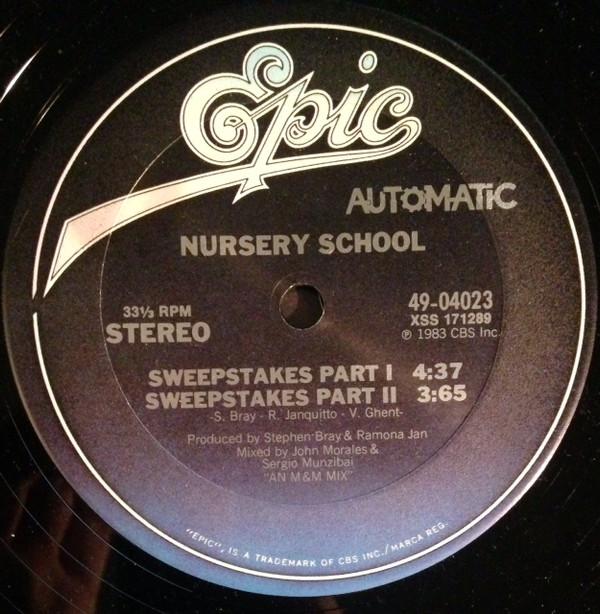 Epic
AUTOMATIC
NURSERY SCHOOL
33⅓ RPM
STEREO
49-04023
XSS 171289
℗ 1983 CBS Inc.
SWEEPSTAKES PART I 4:37
SWEEPSTAKES PART II 3:65
-S. Bray - R. Janquitto - V. Ghent-
Produced by Stephen Bray & Ramona Jan
Mixed by John Morales &
Sergio Munzibai
"AN M&M MIX"
"EPIC", IS A TRADEMARK OF CBS INC./MARCA REG.